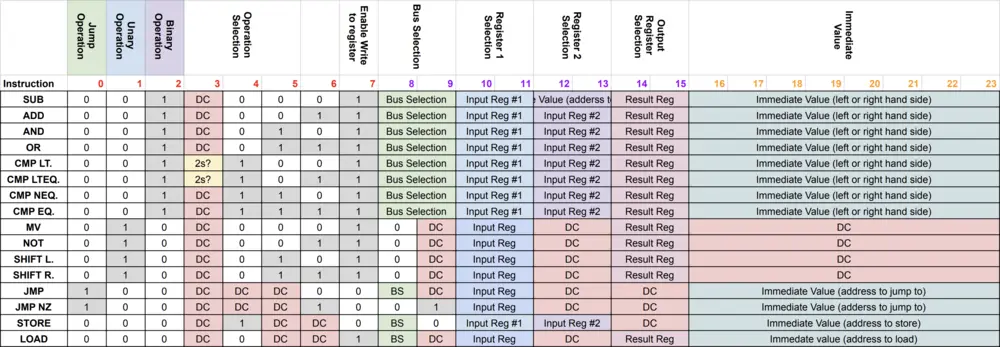 Jump Operation Unary Operation Binary Operation Operation Selection Enable Write to register Bus Selection Register 1 Selection Register 2 Selection Output Register Selection Immediate Value
Instruction 0 1 2 3 4 5 6 7 8 9 10 11 12 13 14 15 16 17 18 19 20 21 22 23
SUB 0 0 1 DC 0 0 0 1 Bus Selection Input Reg #1 Value (adderss t Result Reg Immediate Value (left or right hand side)
ADD 0 0 1 DC 0 0 1 1 Bus Selection Input Reg #1 Input Reg #2 Result Reg Immediate Value (left or right hand side)
AND 0 0 1 DC 0 1 0 1 Bus Selection Input Reg #1 Input Reg #2 Result Reg Immediate Value (left or right hand side)
OR 0 0 1 DC 0 1 1 1 Bus Selection Input Reg #1 Input Reg #2 Result Reg Immediate Value (left or right hand side)
CMP LT. 0 0 1 2s? 1 0 0 1 Bus Selection Input Reg #1 Input Reg #2 Result Reg Immediate Value (left or right hand side)
CMP LTEQ. 0 0 1 2s? 1 0 1 1 Bus Selection Input Reg #1 Input Reg #2 Result Reg Immediate Value (left or right hand side)
CMP NEQ. 0 0 1 DC 1 1 0 1 Bus Selection Input Reg #1 Input Reg #2 Result Reg Immediate Value (left or right hand side)
CMP EQ. 0 0 1 DC 1 1 1 1 Bus Selection Input Reg #1 Input Reg #2 Result Reg Immediate Value (left or right hand side)
MV 0 1 0 DC 0 0 0 1 0 DC Input Reg DC Result Reg DC
NOT 0 1 0 DC 0 0 1 1 0 DC Input Reg DC Result Reg DC
SHIFT L. 0 1 0 DC 0 1 0 1 0 DC Input Reg DC Result Reg DC
SHIFT R. 0 1 0 DC 0 1 1 1 0 DC Input Reg DC Result Reg DC
JMP 1 0 0 DC DC DC 0 0 BS DC Input Reg DC DC Immediate Value (address to jump to)
JMP NZ 1 0 0 DC DC DC 1 0 0 1 Input Reg DC DC Immediate Value (address to jump to)
STORE 0 0 0 DC 1 DC DC 0 BS 0 Input Reg #1 Input Reg #2 DC Immediate Value (address to store)
LOAD 0 0 0 DC 0 DC DC 1 BS DC Input Reg DC Result Reg Immediate value (address to load)